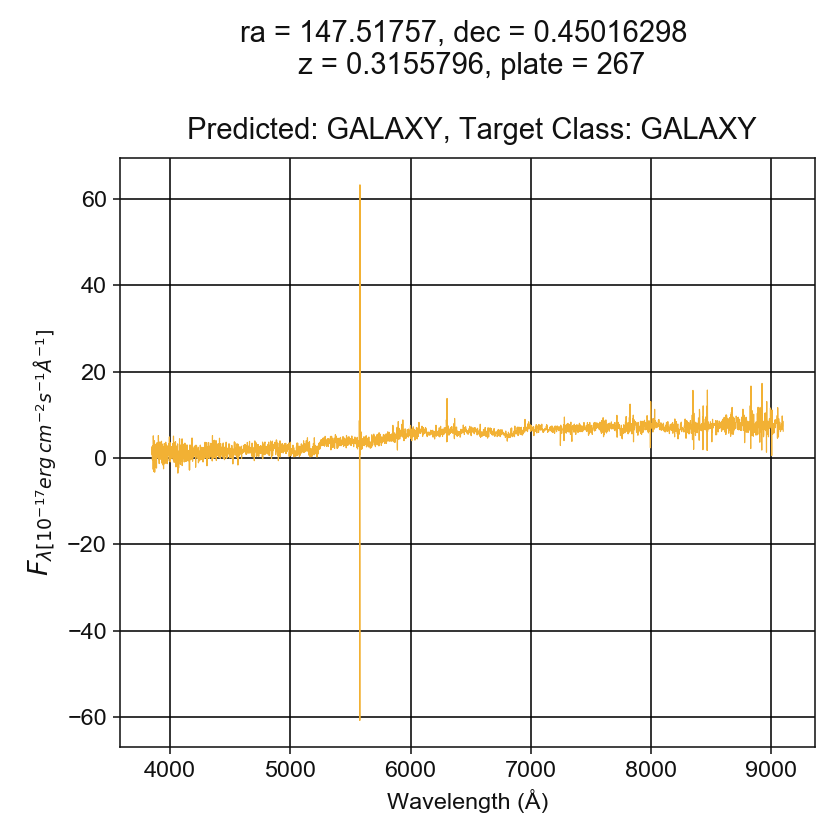 ra = 147.51757, dec = 0.45016298
z = 0.3155796, plate = 267
Predicted: GALAXY, Target Class: GALAXY
60
40
20
0
−20
−40
−60
F_λ[10^−17 erg cm^−2 s^−1 Å^−1]
4000 5000 6000 7000 8000 9000
Wavelength (Å)